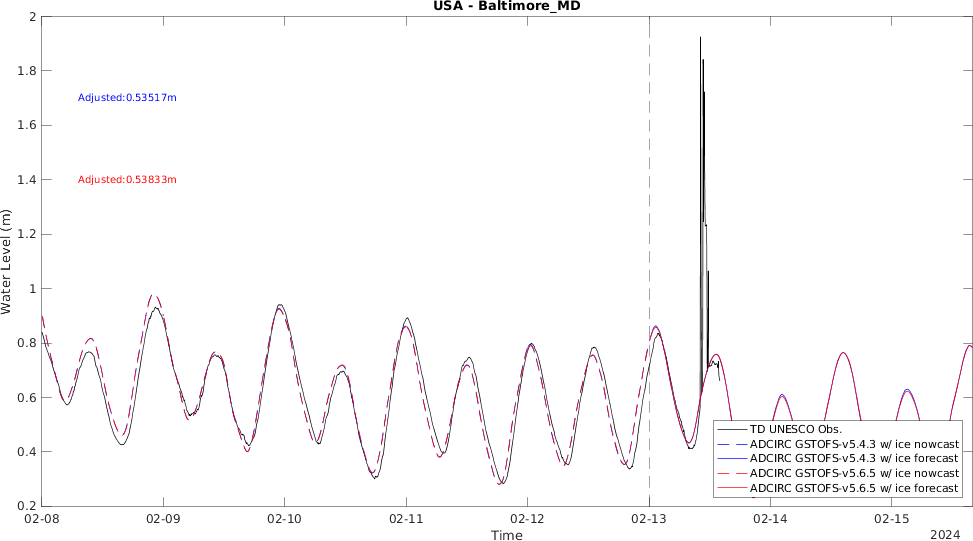 USA - Baltimore_MD
2
1.8
1.6
1.4
1.2
1
0.8
0.6
0.4
0.2
Water Level (m)
Adjusted:0.53517m
Adjusted:0.53833m
TD UNESCO Obs.
ADCIRC GSTOFS-v5.4.3 w/ ice nowcast
ADCIRC GSTOFS-v5.4.3 w/ ice forecast
ADCIRC GSTOFS-v5.6.5 w/ ice nowcast
ADCIRC GSTOFS-v5.6.5 w/ ice forecast
02-08 02-09 02-10 02-11 02-12 02-13 02-14 02-15
Time
2024